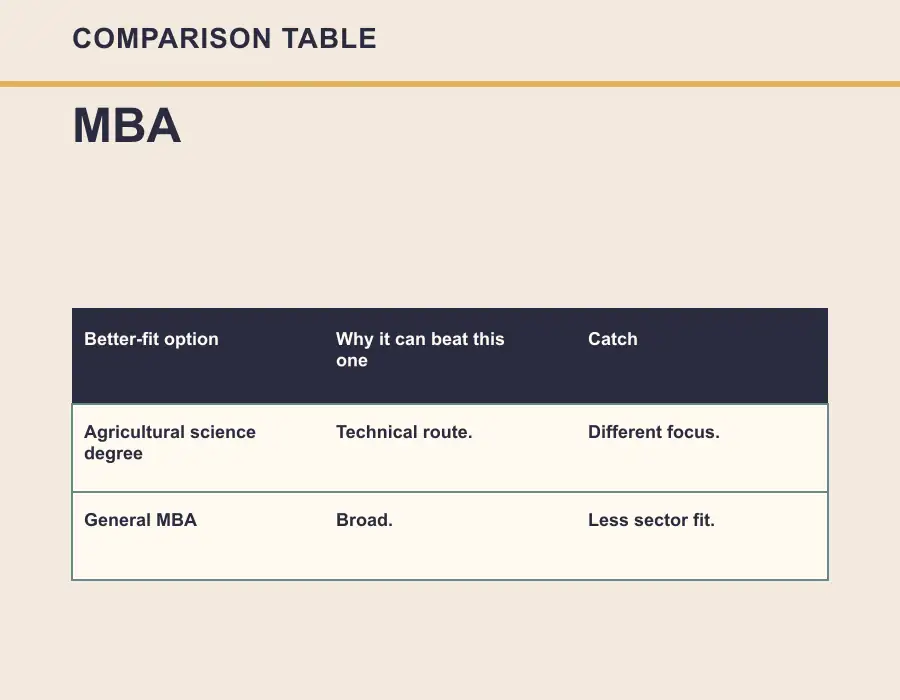 COMPARISON TABLE
MBA
Better-fit option
Why it can beat this
one
Catch
Agricultural science
degree
Technical route.
Different focus.
General MBA
Broad.
Less sector fit.